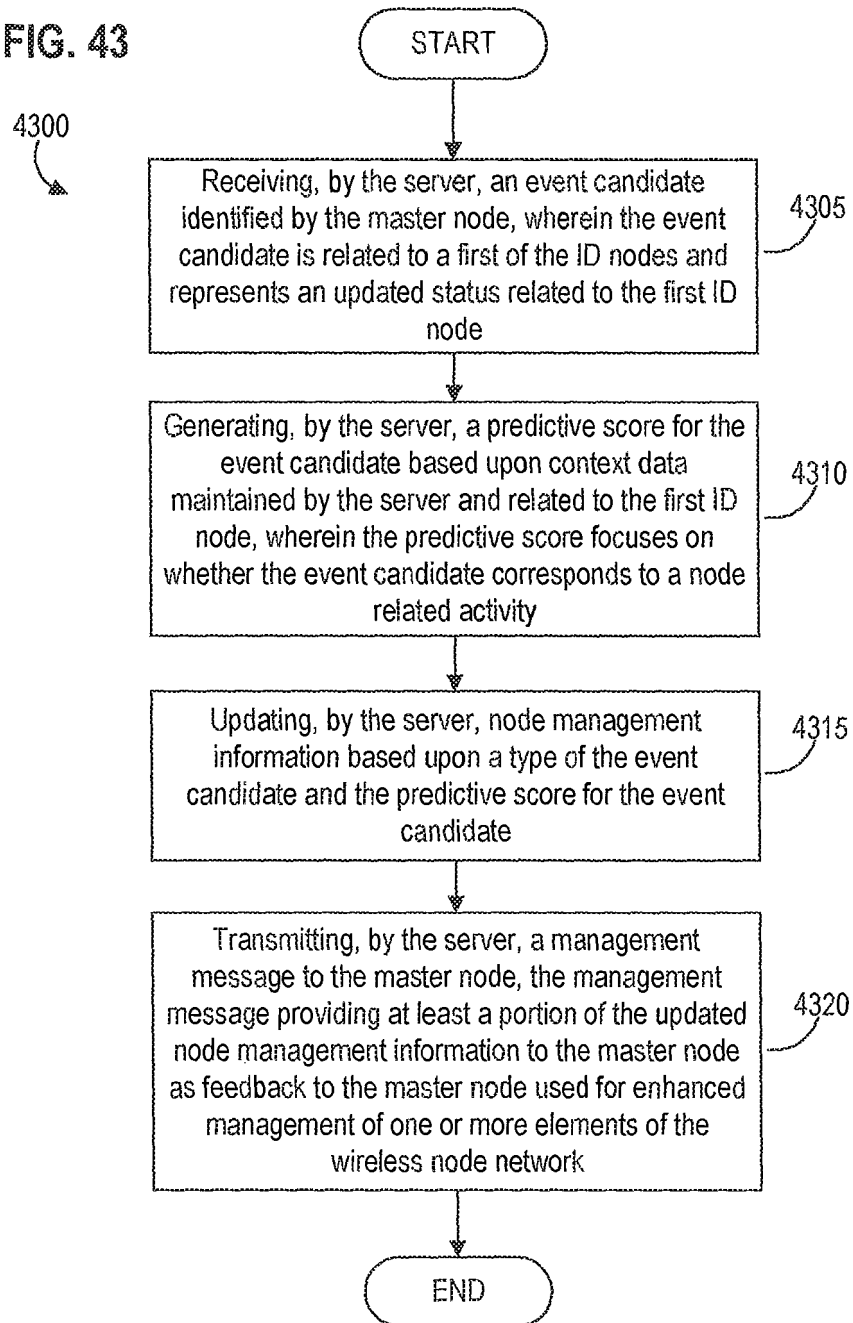 FIG. 43
START
4300
Receiving, by the server, an event candidate
identified by the master node, wherein the event
candidate is related to a first of the ID nodes and
represents an updated status related to the first ID
node
4305
Generating, by the server, a predictive score for the
event candidate based upon context data
maintained by the server and related to the first ID
node, wherein the predictive score focuses on
whether the event candidate corresponds to a node
related activity
4310
Updating, by the server, node management
information based upon a type of the event
candidate and the predictive score for the event
candidate
4315
Transmitting, by the server, a management
message to the master node, the management
message providing at least a portion of the updated
node management information to the master node
as feedback to the master node used for enhanced
management of one or more elements of the
wireless node network
4320
END